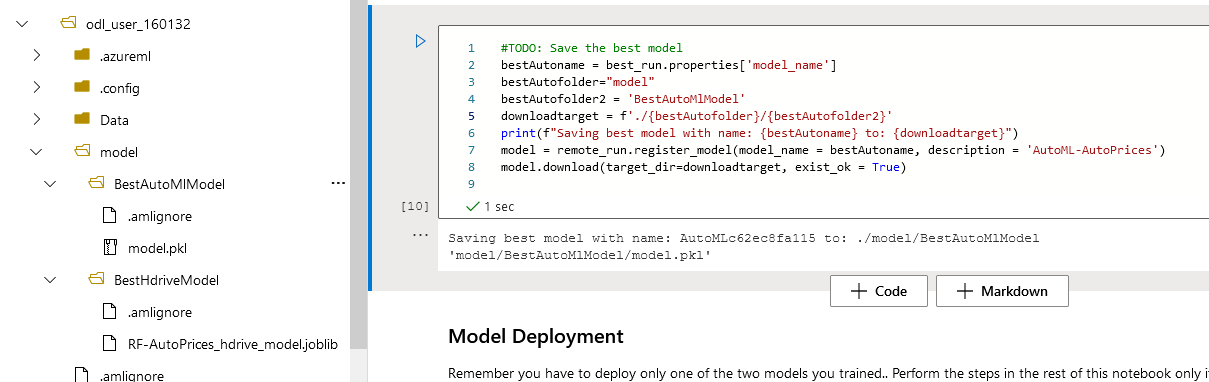 odl_user_160132
.azureml
.config
Data
model
BestAutoMlModel
...
.amlignore
model.pkl
BestHdriveModel
.amlignore
RF-AutoPrices_hdrive_model.joblib
.amlignore
1 #TODO: Save the best model
2 bestAutoname = best_run.properties['model_name']
3 bestAutofolder="model"
4 bestAutofolder2 = 'BestAutoMlModel'
5 downloadtarget = f'./{bestAutofolder}/{bestAutofolder2}'
6 print(f"Saving best model with name: {bestAutoname} to: {downloadtarget}")
7 model = remote_run.register_model(model_name = bestAutoname, description = 'AutoML-AutoPrices')
8 model.download(target_dir=downloadtarget, exist_ok = True)
9
[10] 1 sec
...
Saving best model with name: AutoMLc62ec8fa115 to: ./model/BestAutoMlModel
'model/BestAutoMlModel/model.pkl'
+ Code + Markdown
Model Deployment
Remember you have to deploy only one of the two models you trained.. Perform the steps in the rest of this notebook only